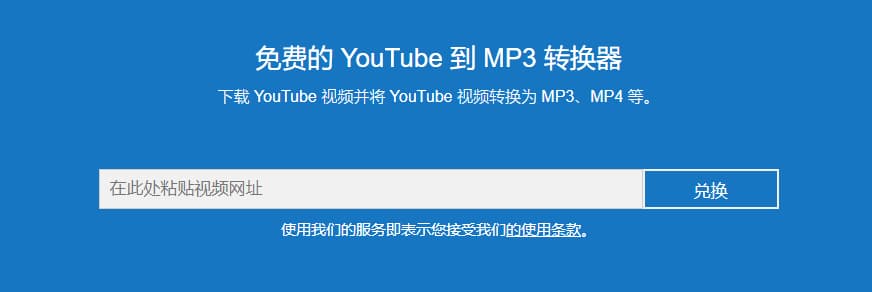 免费的 YouTube 到 MP3 转换器
下载 YouTube 视频并将 YouTube 视频转换为 MP3、MP4 等。
在此处粘贴视频网址
兑换
使用我们的服务即表示您接受我们的使用条款。